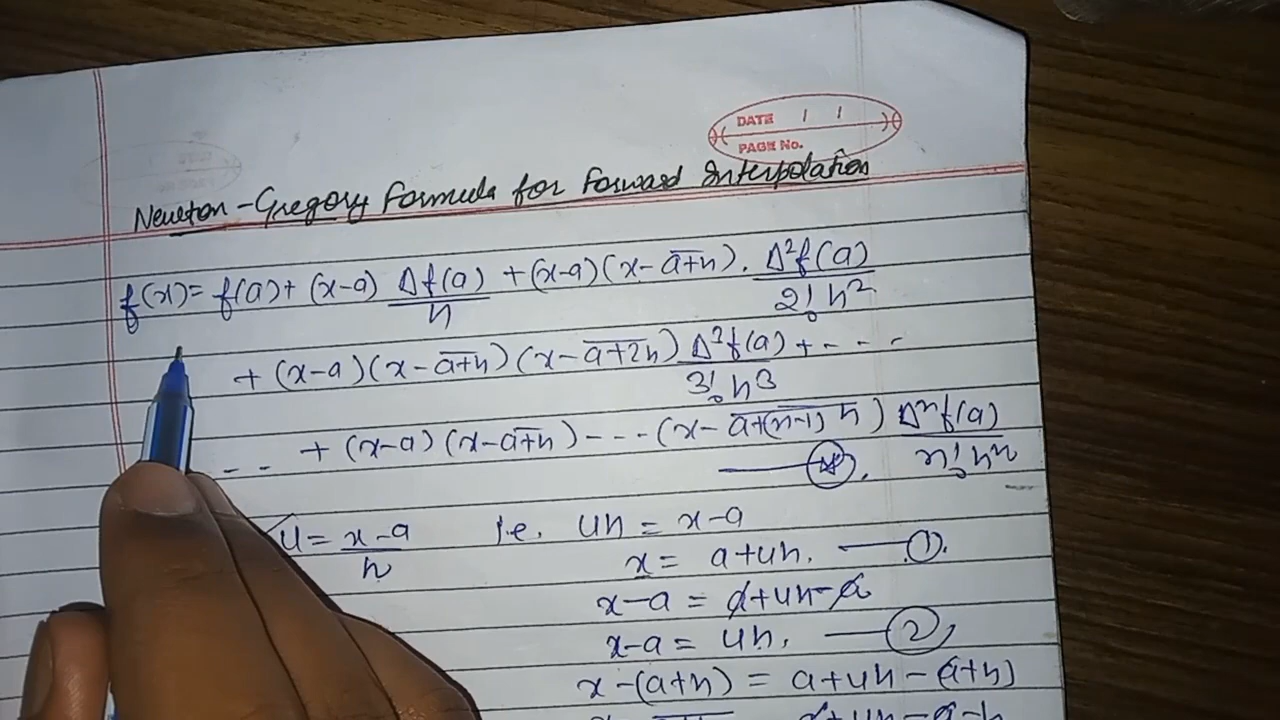 DATE / /
PAGE No.
Newton-Gregory Formula for Forward Interpolation
f(x) = f(a) + (x-a) Δf(a)/h + (x-a)(x-a+h). Δ²f(a)/2! h²
+ (x-a)(x-a+h)(x-a+2h) Δ²f(a)/3! h³ + - - -
- - + (x-a)(x-a+h) - - - (x-a+(n-1)h) Δⁿf(a)/n! hⁿ
u = x-a/h i.e. uh = x-a
x = a+uh. — ①.
x-a = a+uh-a
x-a = uh, — ②,
x-(a+h) = a+uh-(a+h)